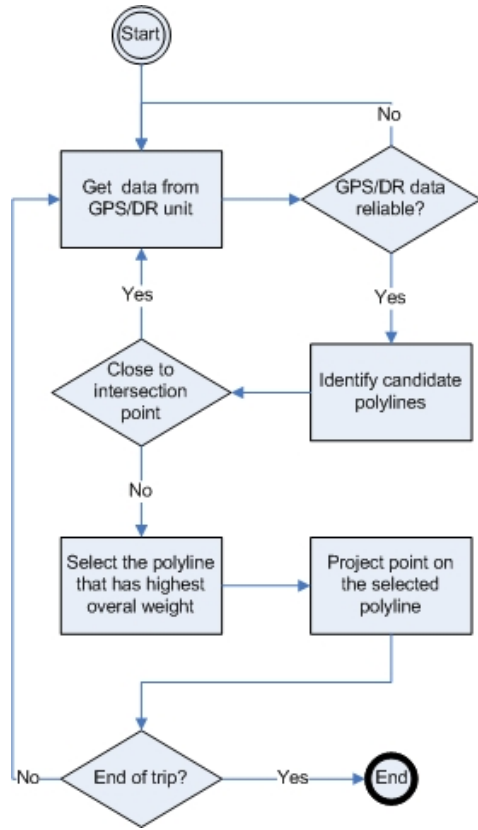 Start
No
Get data from
GPS/DR unit
GPS/DR data
reliable?
Yes
Yes
Close to
intersection
point
Identify candidate
polylines
No
Select the polyline
that has highest
overal weight
Project point on
the selected
polyline
No
End of trip?
Yes
End